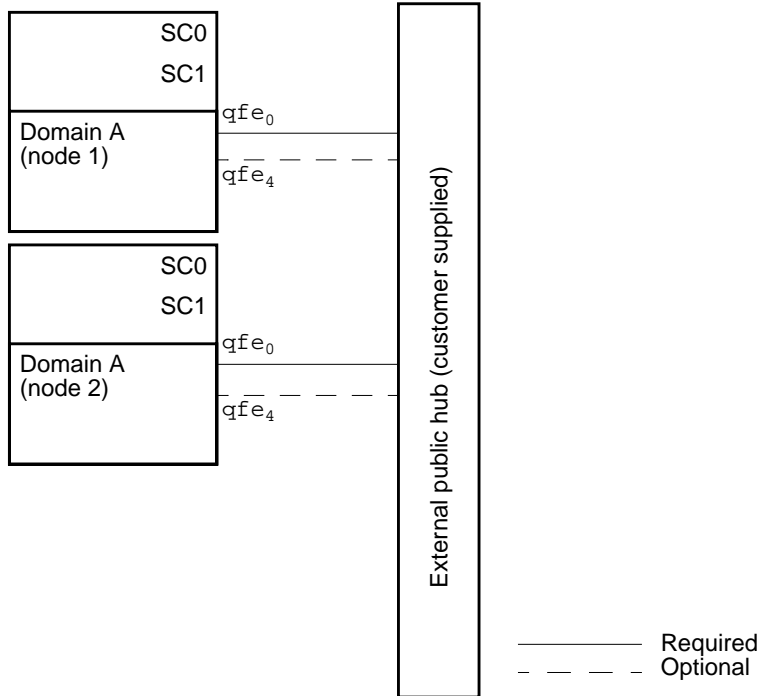 SC0
SC1
Domain A
(node 1)
qfe0
qfe4
SC0
SC1
Domain A
(node 2)
qfe0
qfe4
External public hub (customer supplied)
Required
Optional